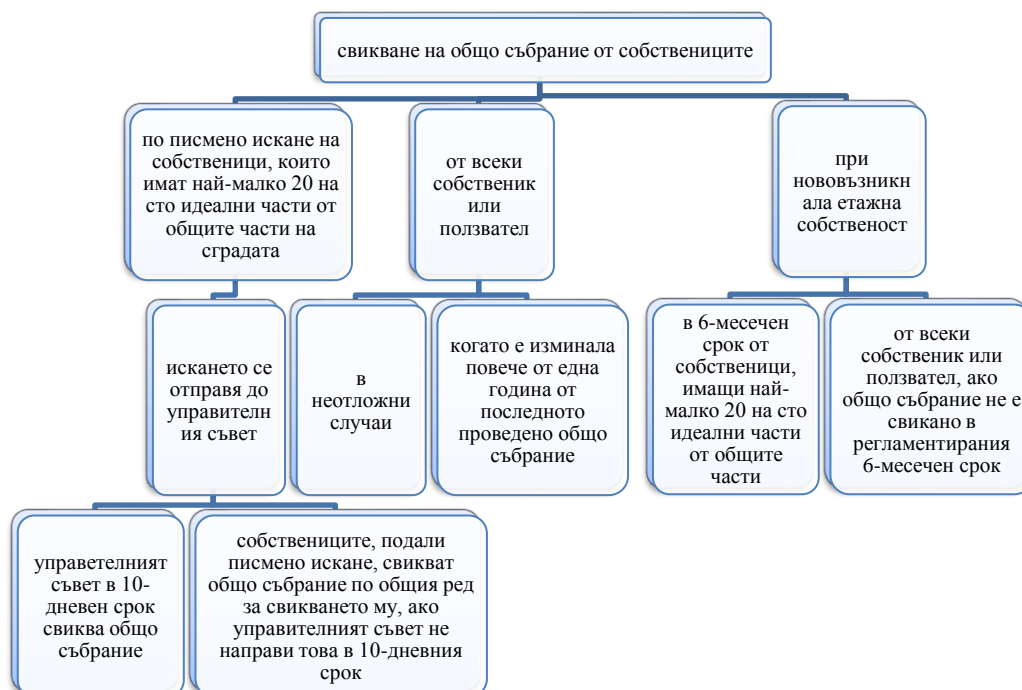 свикване на общо събрание от собствениците
по писмено искане на
собственици, които
имат най-малко 20 на
сто идеални части от
общите части на
сградата
от всеки
собственик
или
ползвател
при
нововъзникн
ала етажна
собственост
искането се
отправя до
управителн
ия съвет
в
неотложни
случаи
когато е изминала
повече от една
година от
последното
проведено общо
събрание
в 6-месечен
срок от
собственици,
имащи най-
малко 20 на сто
идеални части
от общите
части
от всеки
собственик или
ползвател, ако
общо събрание не е
свикано в
регламентирания
6-месечен срок
управетелният
съвет в 10-
дневен срок
свиква общо
събрание
собствениците, подали
писмено искане, свикват
общо събрание по общия ред
за свикването му, ако
управителният съвет не
направи това в 10-дневния
срок